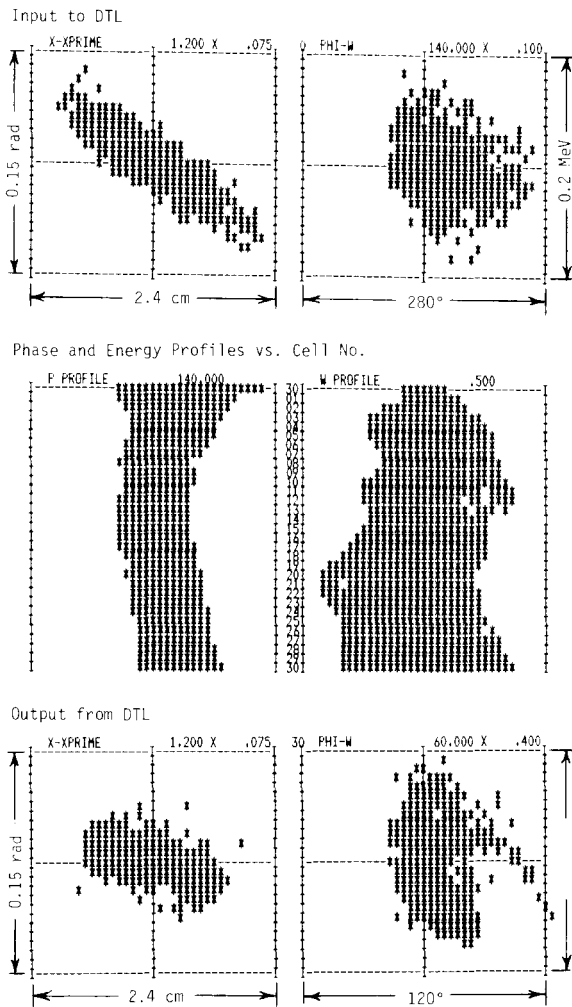 Input to DTL
X-XPRIME 1.200 X .075
0 PHI-W 140.000 X .100
0.15 rad
0.2 MeV
2.4 cm
280°
Phase and Energy Profiles vs. Cell No.
P PROFILE 140.000
W PROFILE .500
Output from DTL
X-XPRIME 1.200 X .075
30 PHI-W 60.000 X .400
0.15 rad
2.4 cm
120°